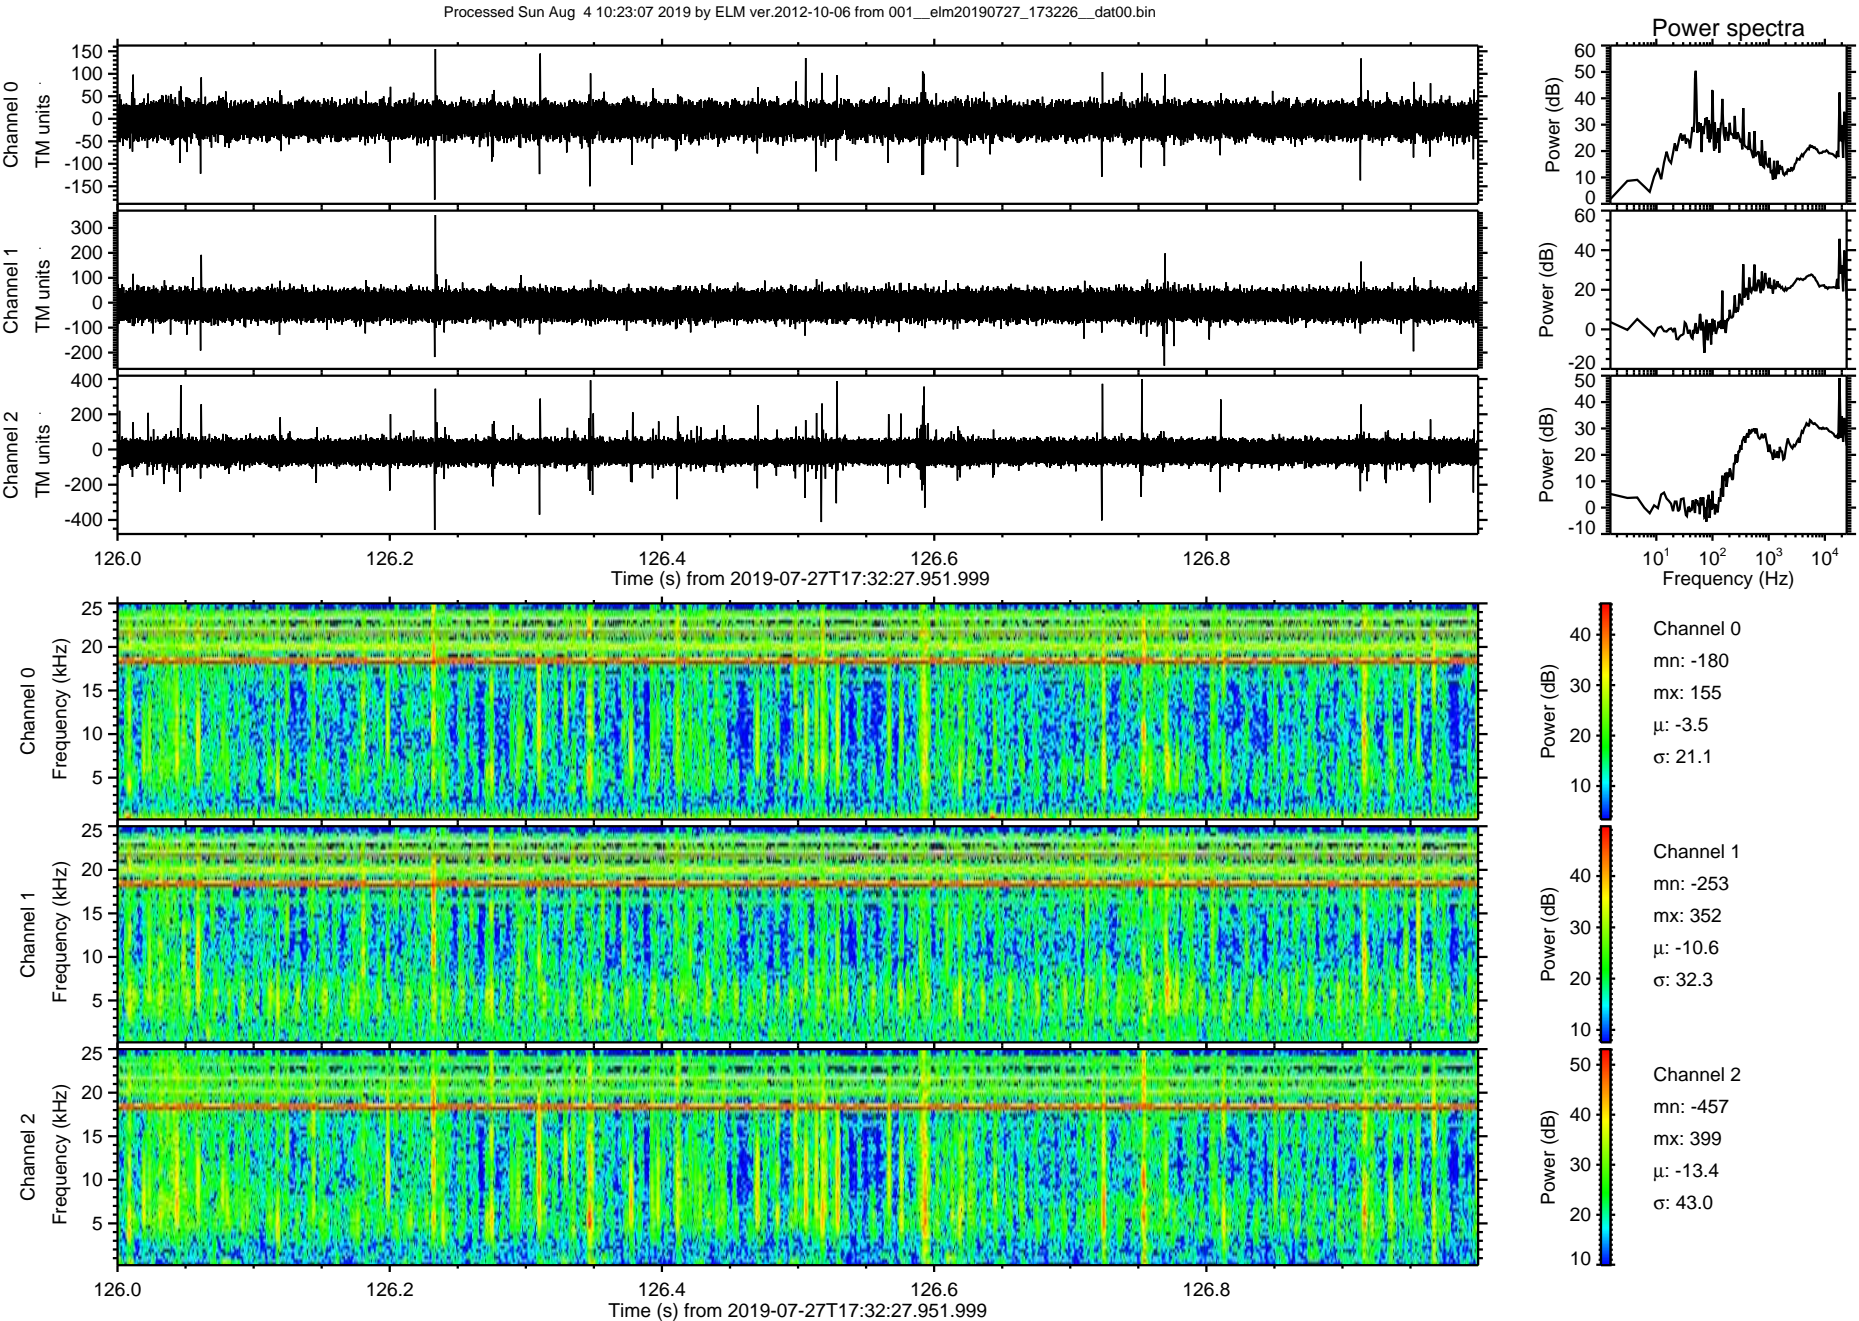 Processed Sun Aug  4 10:23:07 2019 by ELM ver.2012-10-06 from 001__elm20190727_173226__dat00.bin
Power spectra
Channel 0
TM units
150
100
50
0
-50
-100
-150
Power (dB)
60
50
40
30
20
10
0
Channel 1
TM units
300
200
100
0
-100
-200
Power (dB)
60
40
20
0
-20
Channel 2
TM units
400
200
0
-200
-400
Power (dB)
50
40
30
20
10
0
-10
126.0 126.2 126.4 126.6 126.8
Time (s) from 2019-07-27T17:32:27.951.999
10¹ 10² 10³ 10⁴
Frequency (Hz)
Channel 0
Frequency (kHz)
25
20
15
10
5
Power (dB)
40
30
20
10
Channel 0
mn: -180
mx: 155
μ: -3.5
σ: 21.1
Channel 1
Frequency (kHz)
25
20
15
10
5
Power (dB)
40
30
20
10
Channel 1
mn: -253
mx: 352
μ: -10.6
σ: 32.3
Channel 2
Frequency (kHz)
25
20
15
10
5
Power (dB)
50
40
30
20
10
Channel 2
mn: -457
mx: 399
μ: -13.4
σ: 43.0
126.0 126.2 126.4 126.6 126.8
Time (s) from 2019-07-27T17:32:27.951.999